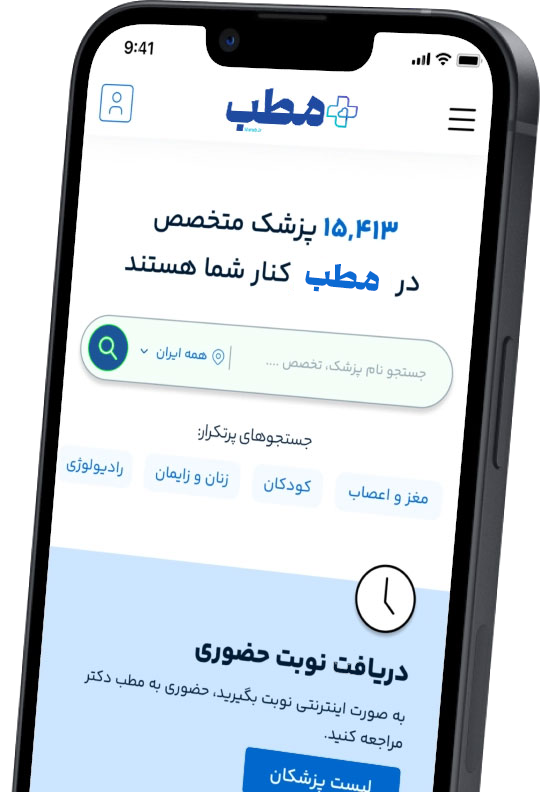 9:41
مطب
۱۵,۴۱۳ پزشک متخصص
در مطب کنار شما هستند
جستجو نام پزشک، تخصص .... همه ایران
جستجوهای پرتکرار:
مغز و اعصاب کودکان زنان و زایمان رادیولوژی
دریافت نوبت حضوری
به صورت اینترنتی نوبت بگیرید، حضوری به مطب دکتر
مراجعه کنید.
لیست پزشکان